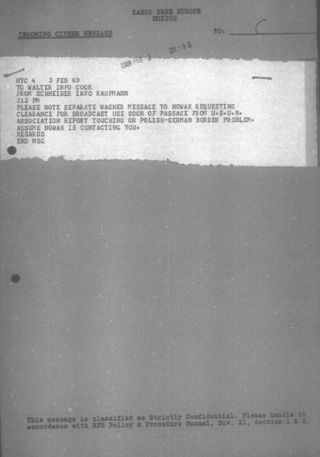 RADIO FREE EUROPE
MUNICH
INCOMING CIPHER MESSAGE TO: C
1969 FEB 3 20:58
NYC 4 3 FEB 69
TO WALTER INFO COOK
FROM SCHNEIDER INFO KAUFMANN
212 PM
PLEASE NOTE SEPARATE WAGNER MESSAGE TO NOWAK REQUESTING
CLEARANCE FOR BROADCAST USE SOON OF PASSAGE FROM U.S.U.N.
ASSOCIATION REPORT TOUCHING ON POLISH-GERMAN BORDER PROBLEM.
ASSUME NOWAK IS CONTACTING YOU.
REGARDS
END MSG
This message is classified as Strictly Confidential. Please handle in
accordance with RFE Policy & Procedure Manual, Div. XI, Section 1 & 2.